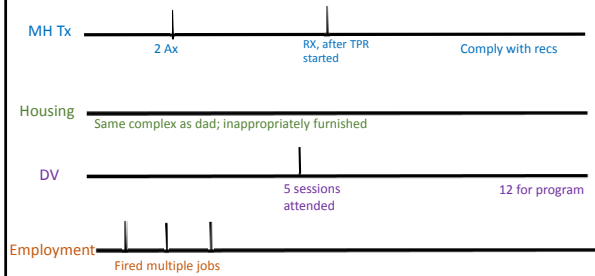 MH Tx
2 Ax
RX, after TPR
started
Comply with recs
Housing
Same complex as dad; inappropriately furnished
DV
5 sessions
attended
12 for program
Employment
Fired multiple jobs